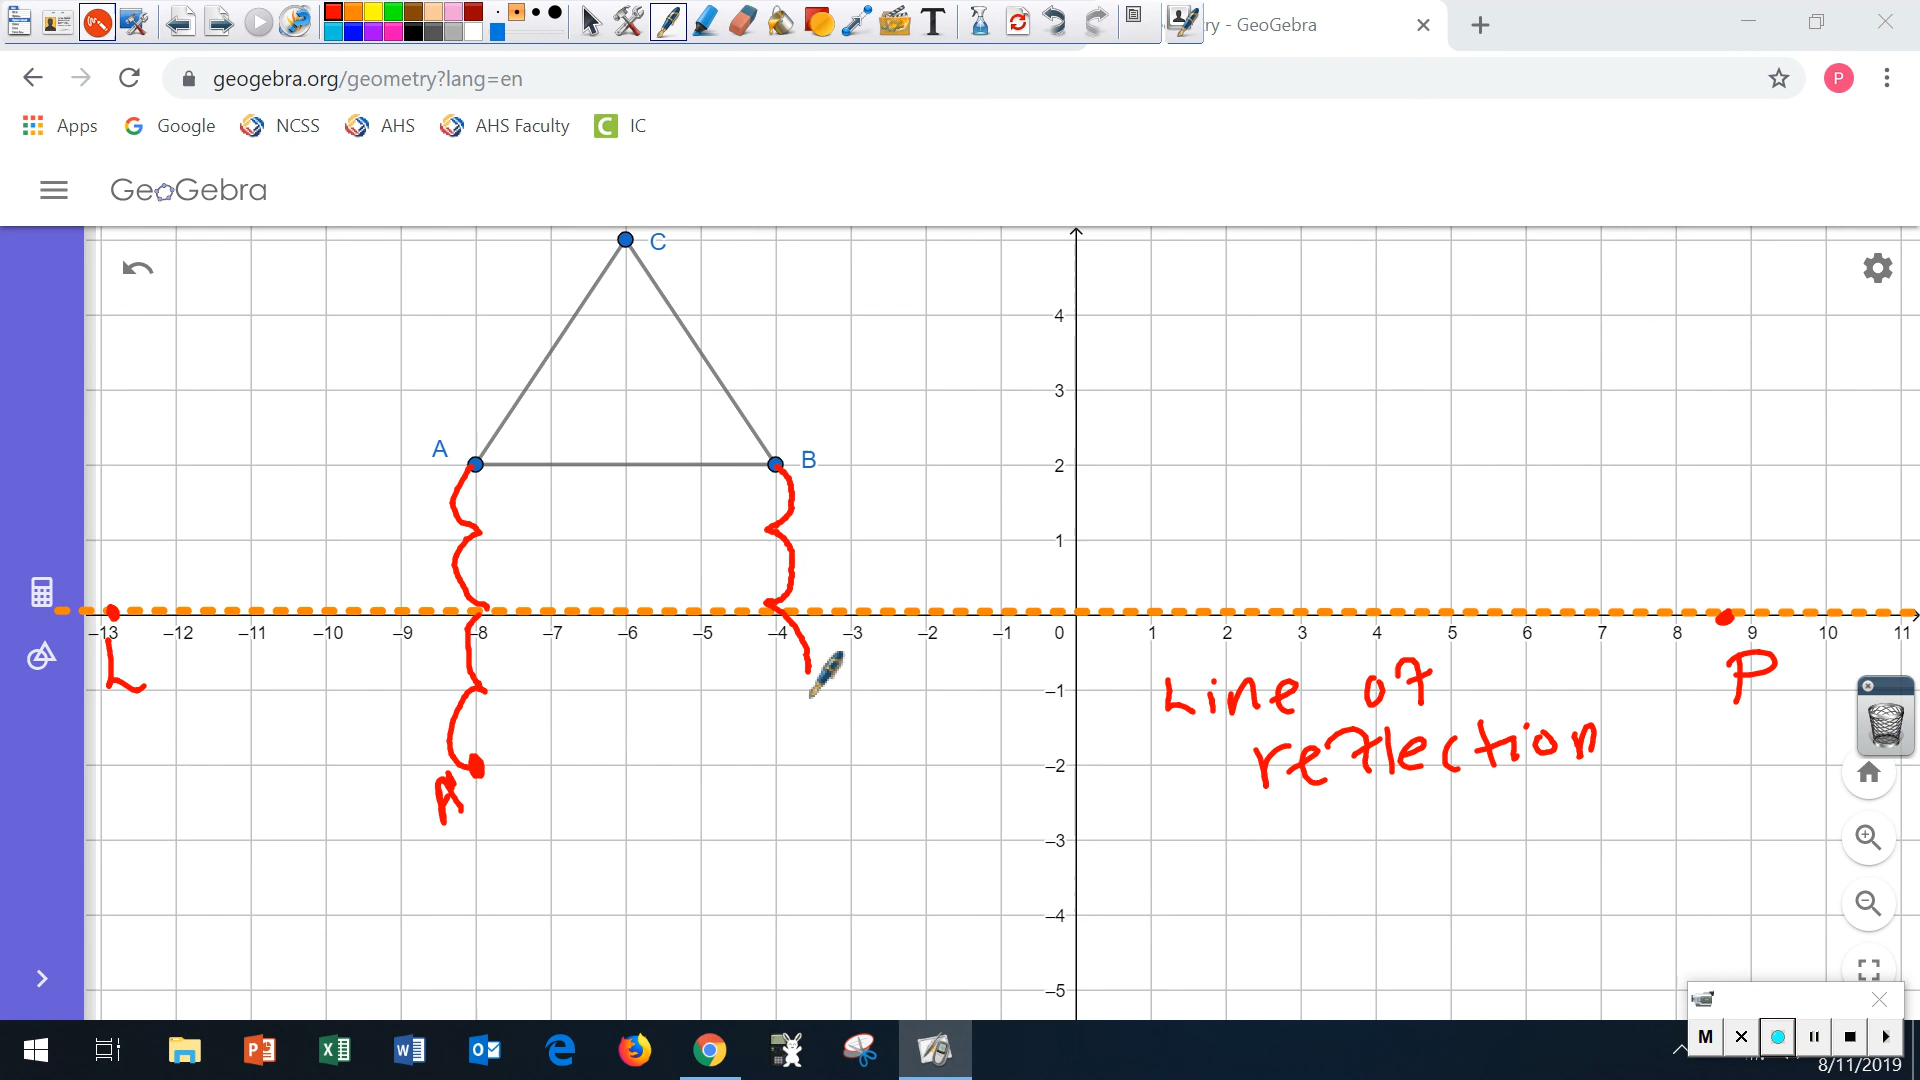 ry - GeoGebra
geogebra.org/geometry?lang=en
P
Apps Google NCSS AHS AHS Faculty IC
GeoGebra
C
A
B
4
3
2
1
-13 -12 -11 -10 -9 -8 -7 -6 -5 -4 -3 -2 -1 0 1 2 3 4 5 6 7 8 9 10 11
L
P
Line of
reflection
A'
-1
-2
-3
-4
-5
M
8/11/2019